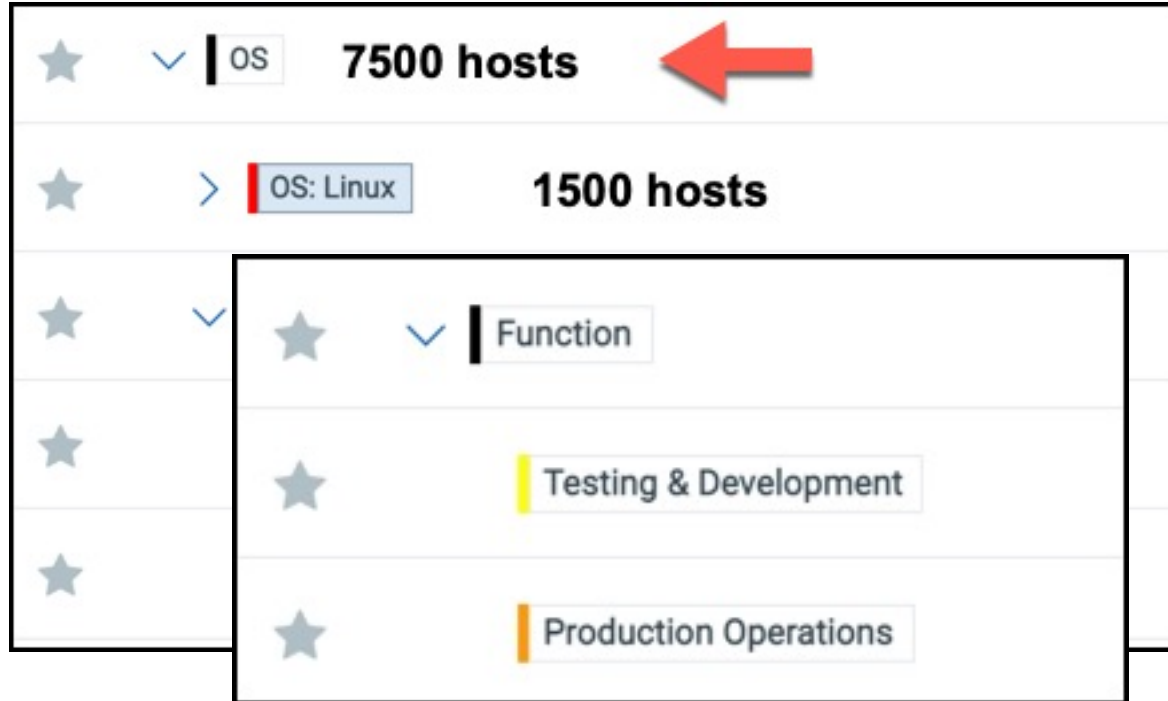 OS 7500 hosts
OS: Linux 1500 hosts
Function
Testing & Development
Production Operations